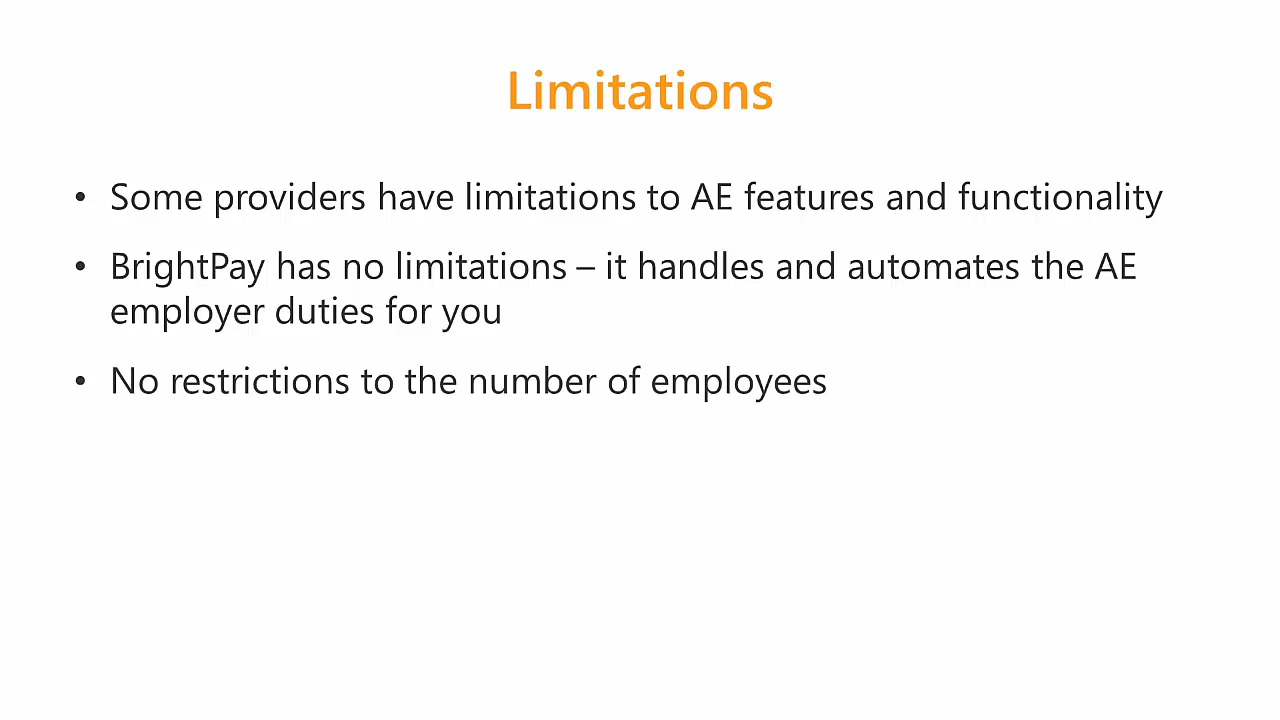 Limitations
• Some providers have limitations to AE features and functionality
• BrightPay has no limitations – it handles and automates the AE
employer duties for you
• No restrictions to the number of employees